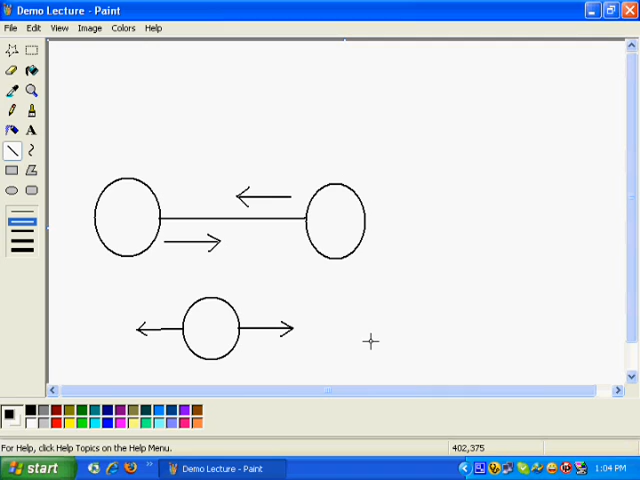 Demo Lecture - Paint
File Edit View Image Colors Help
A
For Help, click Help Topics on the Help Menu.
402,375
start
Demo Lecture - Paint
1:04 PM